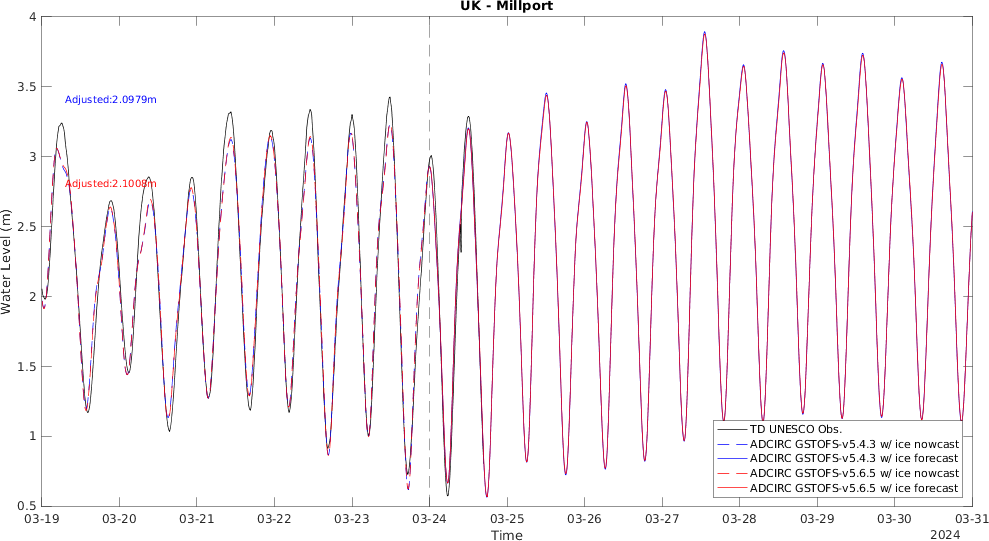 UK - Millport
Water Level (m)
4
3.5
3
2.5
2
1.5
1
0.5
Adjusted:2.0979m
Adjusted:2.1008m
TD UNESCO Obs.
ADCIRC GSTOFS-v5.4.3 w/ ice nowcast
ADCIRC GSTOFS-v5.4.3 w/ ice forecast
ADCIRC GSTOFS-v5.6.5 w/ ice nowcast
ADCIRC GSTOFS-v5.6.5 w/ ice forecast
03-19 03-20 03-21 03-22 03-23 03-24 03-25 03-26 03-27 03-28 03-29 03-30 03-31
Time
2024